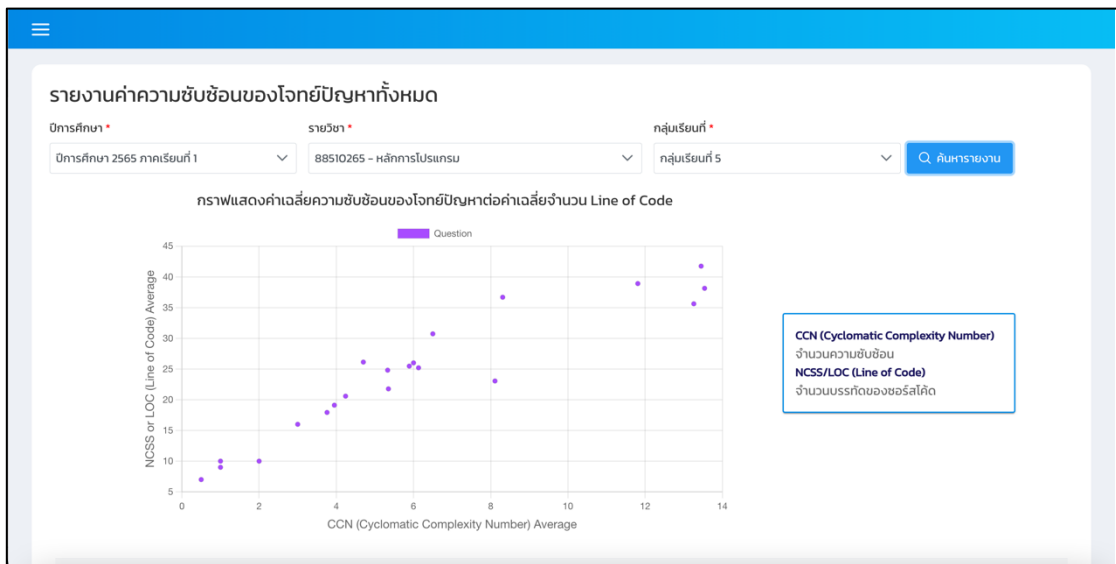 รายงานค่าความซับซ้อนของโจทย์ปัญหาทั้งหมด
ปีการศึกษา * รายวิชา * กลุ่มเรียนที่ *
ปีการศึกษา 2565 ภาคเรียนที่ 1 88510265 - หลักการโปรแกรม กลุ่มเรียนที่ 5 ค้นหารายงาน
กราฟแสดงค่าเฉลี่ยความซับซ้อนของโจทย์ปัญหาต่อค่าเฉลี่ยจำนวน Line of Code
Question
NCSS or LOC (Line of Code) Average
45
40
35
30
25
20
15
10
5
0 2 4 6 8 10 12 14
CCN (Cyclomatic Complexity Number) Average
CCN (Cyclomatic Complexity Number)
จำนวนความซับซ้อน
NCSS/LOC (Line of Code)
จำนวนบรรทัดของซอร์สโค้ด